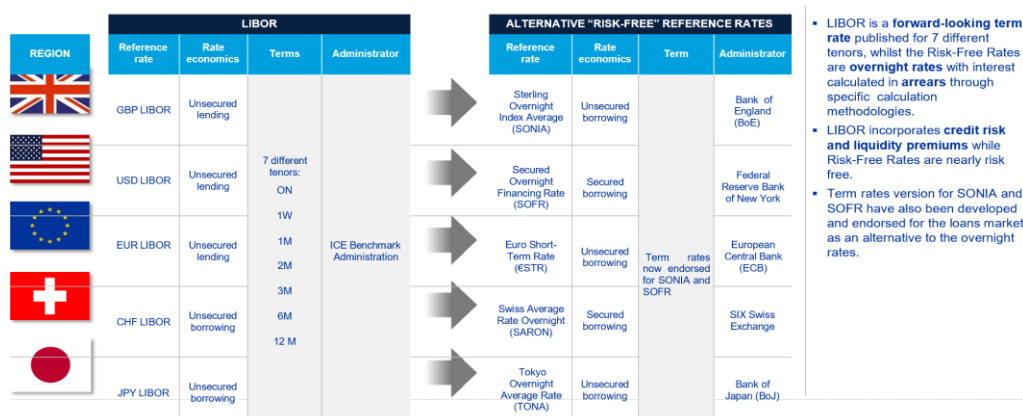 LIBOR
ALTERNATIVE “RISK-FREE” REFERENCE RATES
REGION
Reference
rate
Rate
economics
Terms
Administrator
Reference
rate
Rate
economics
Term
Administrator
GBP LIBOR
Unsecured
lending
Sterling
Overnight
Index Average
(SONIA)
Unsecured
borrowing
Bank of
England
(BoE)
USD LIBOR
Unsecured
lending
Secured
Overnight
Financing Rate
(SOFR)
Secured
borrowing
Federal
Reserve Bank
of New York
EUR LIBOR
Unsecured
lending
Euro Short-
Term Rate
(€STR)
Unsecured
borrowing
European
Central Bank
(ECB)
CHF LIBOR
Unsecured
borrowing
Swiss Average
Rate Overnight
(SARON)
Secured
borrowing
SIX Swiss
Exchange
JPY LIBOR
Unsecured
borrowing
Tokyo
Overnight
Average Rate
(TONA)
Unsecured
borrowing
Bank of
Japan (BoJ)
7 different
tenors:
ON
1W
1M
2M
3M
6M
12 M
ICE Benchmark
Administration
Term rates
now endorsed
for SONIA and
SOFR
▪ LIBOR is a forward-looking term
rate published for 7 different
tenors, whilst the Risk-Free Rates
are overnight rates with interest
calculated in arrears through
specific calculation
methodologies.
▪ LIBOR incorporates credit risk
and liquidity premiums while
Risk-Free Rates are nearly risk
free.
▪ Term rates version for SONIA and
SOFR have also been developed
and endorsed for the loans market
as an alternative to the overnight
rates.